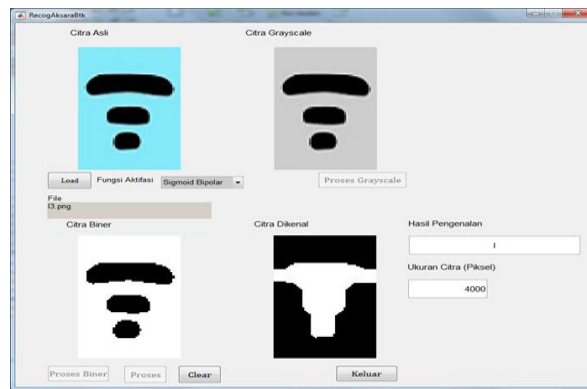 RecogAksaraBtk
Citra Asli
Citra Grayscale
Load
Fungsi Aktifasi
Sigmoid Bipolar
Proses Grayscale
File
I3.png
Citra Biner
Citra Dikenal
Hasil Pengenalan
I
Ukuran Citra (Piksel)
4000
Proses Biner
Proses
Clear
Keluar